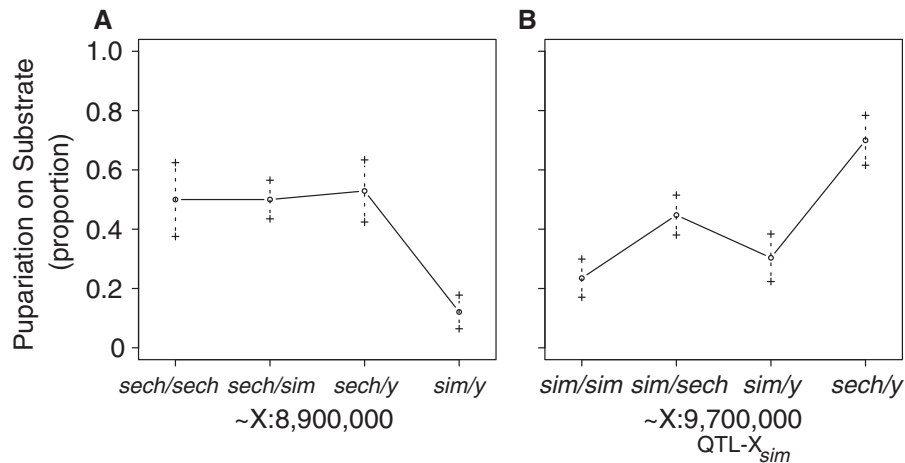 A
B
Pupariation on Substrate
(proportion)
1.0
0.8
0.6
0.4
0.2
0
sech/sech sech/sim sech/y sim/y
~X:8,900,000
sim/sim sim/sech sim/y sech/y
~X:9,700,000
QTL-Xsim